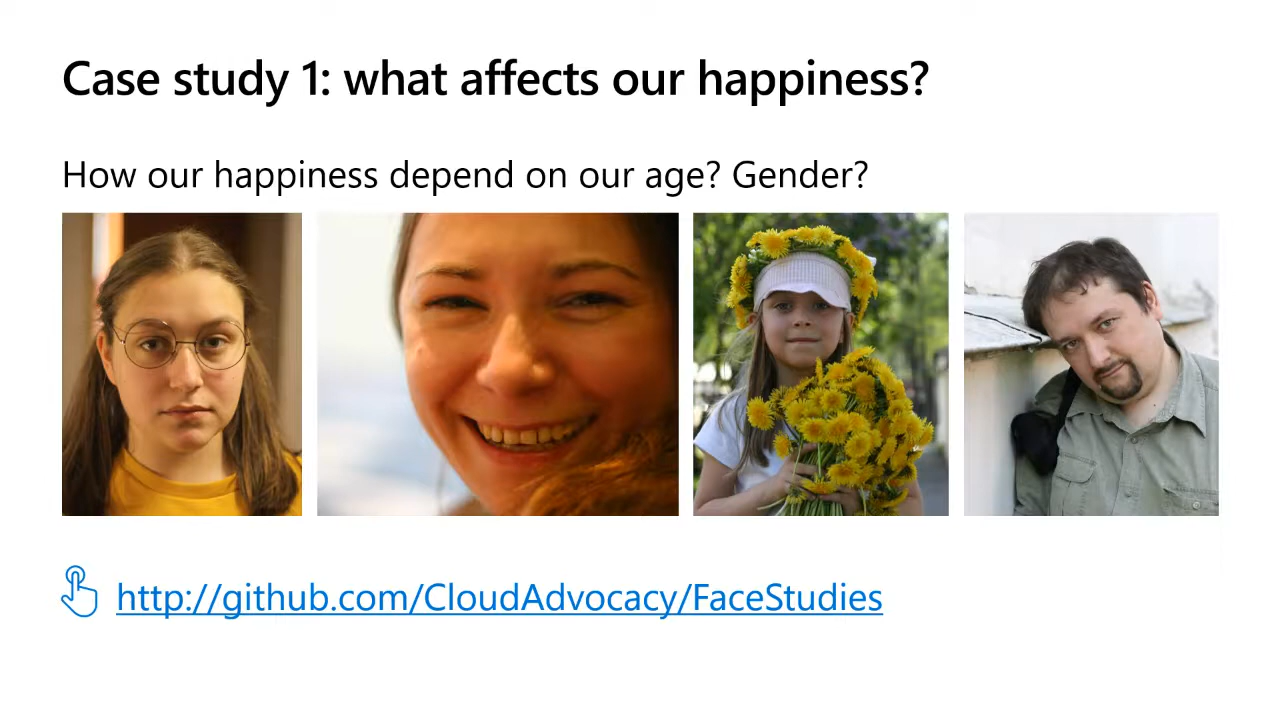 Case study 1: what affects our happiness?
How our happiness depend on our age? Gender?
http://github.com/CloudAdvocacy/FaceStudies